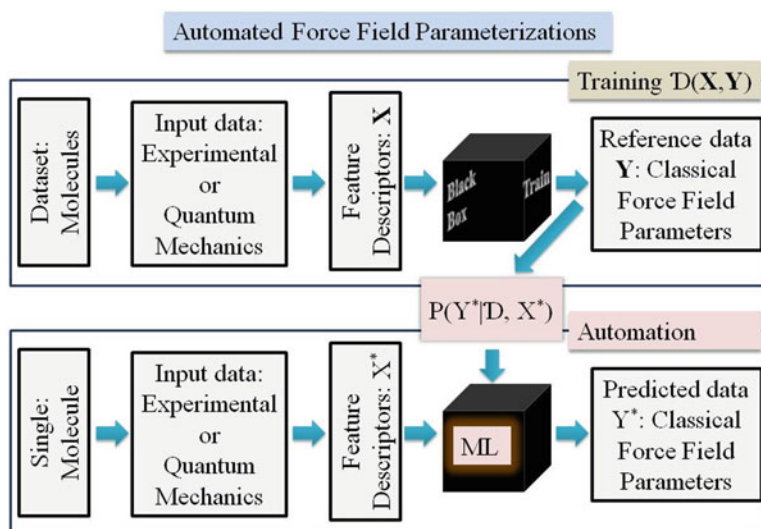 Automated Force Field Parameterizations
Training Ɗ(X,Y)
Dataset:
Molecules
Input data:
Experimental
or
Quantum
Mechanics
Feature
Descriptors: X
Black
Box
Train
Reference data
Y: Classical
Force Field
Parameters
P(Y*|Ɗ, X*)
Automation
Single:
Molecule
Input data:
Experimental
or
Quantum
Mechanics
Feature
Descriptors: X*
ML
Predicted data
Y*: Classical
Force Field
Parameters